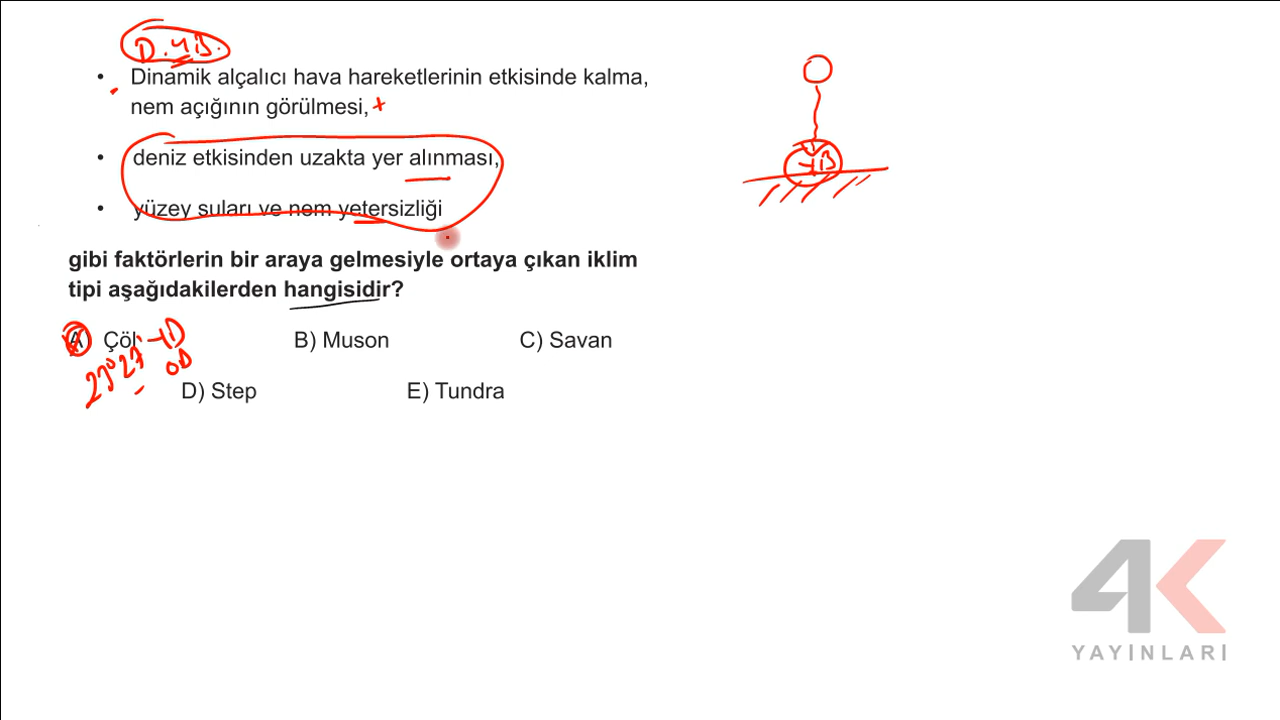 D.YB.
• Dinamik alçalıcı hava hareketlerinin etkisinde kalma,
nem açığının görülmesi, +
• deniz etkisinden uzakta yer alınması,
• yüzey suları ve nem yetersizliği
YB
gibi faktörlerin bir araya gelmesiyle ortaya çıkan iklim
tipi aşağıdakilerden hangisidir?
A) Çöl B) Muson C) Savan
D) Step E) Tundra
4K
YAYINLARI